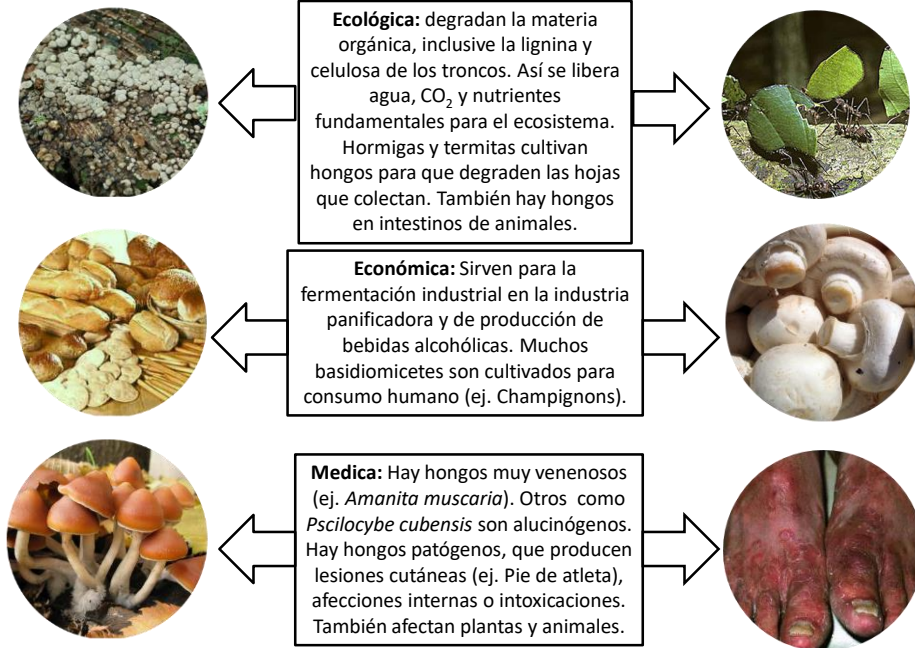 Ecológica: degradan la materia
orgánica, inclusive la lignina y
celulosa de los troncos. Así se libera
agua, CO₂ y nutrientes
fundamentales para el ecosistema.
Hormigas y termitas cultivan
hongos para que degraden las hojas
que colectan. También hay hongos
en intestinos de animales.
Económica: Sirven para la
fermentación industrial en la industria
panificadora y de producción de
bebidas alcohólicas. Muchos
basidiomicetes son cultivados para
consumo humano (ej. Champignons).
Medica: Hay hongos muy venenosos
(ej. Amanita muscaria). Otros como
Pscilocybe cubensis son alucinógenos.
Hay hongos patógenos, que producen
lesiones cutáneas (ej. Pie de atleta),
afecciones internas o intoxicaciones.
También afectan plantas y animales.